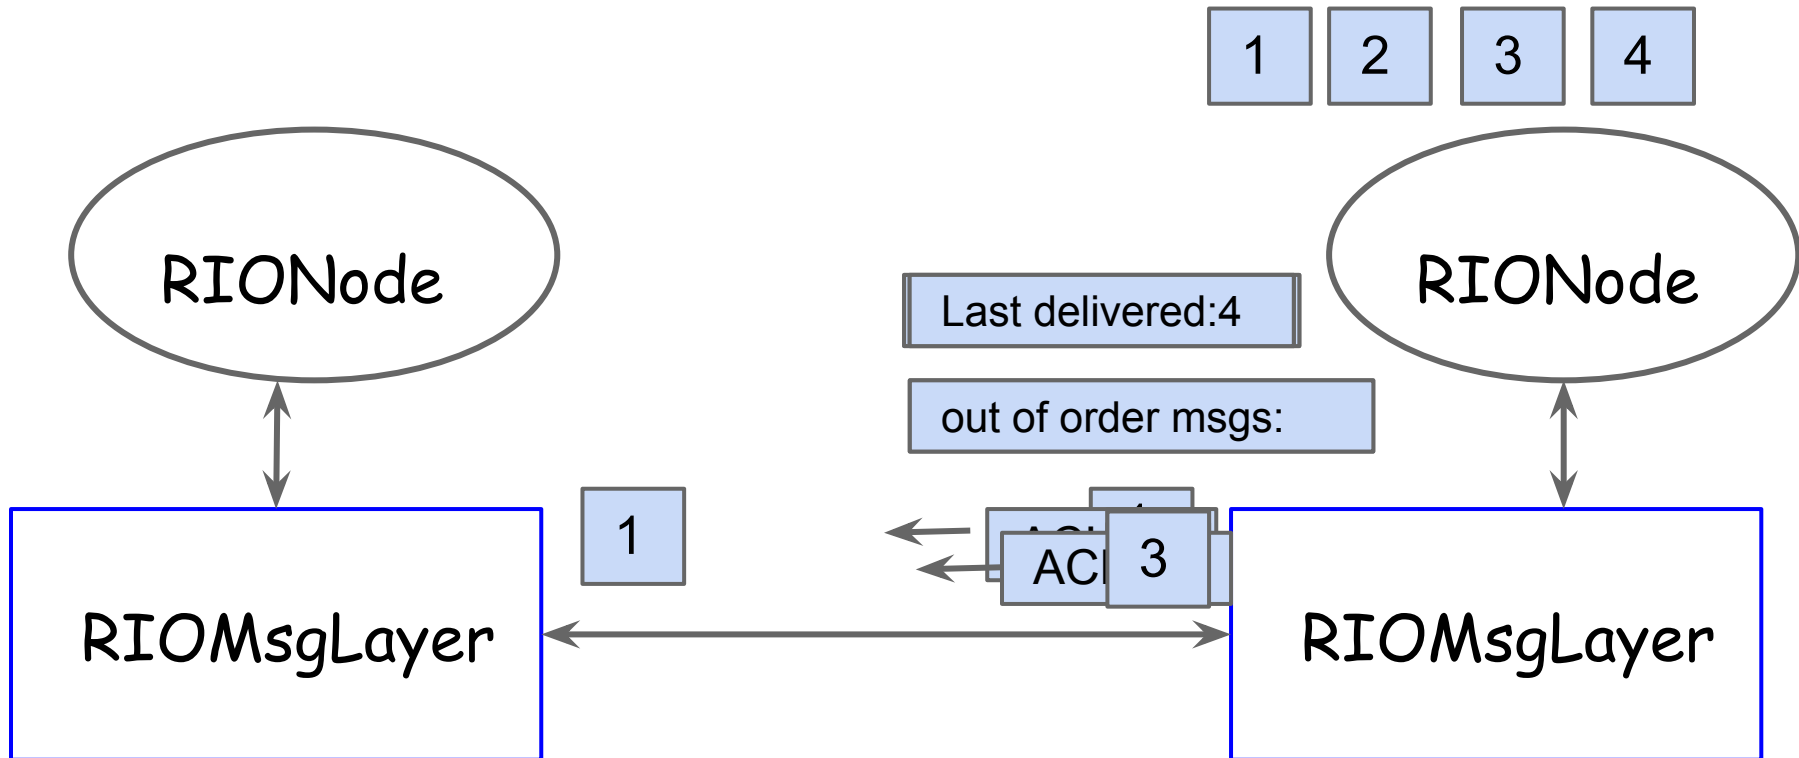 1 2 3 4
RIONode
RIONode
Last delivered:4
out of order msgs:
1
3
RIOMsgLayer
RIOMsgLayer